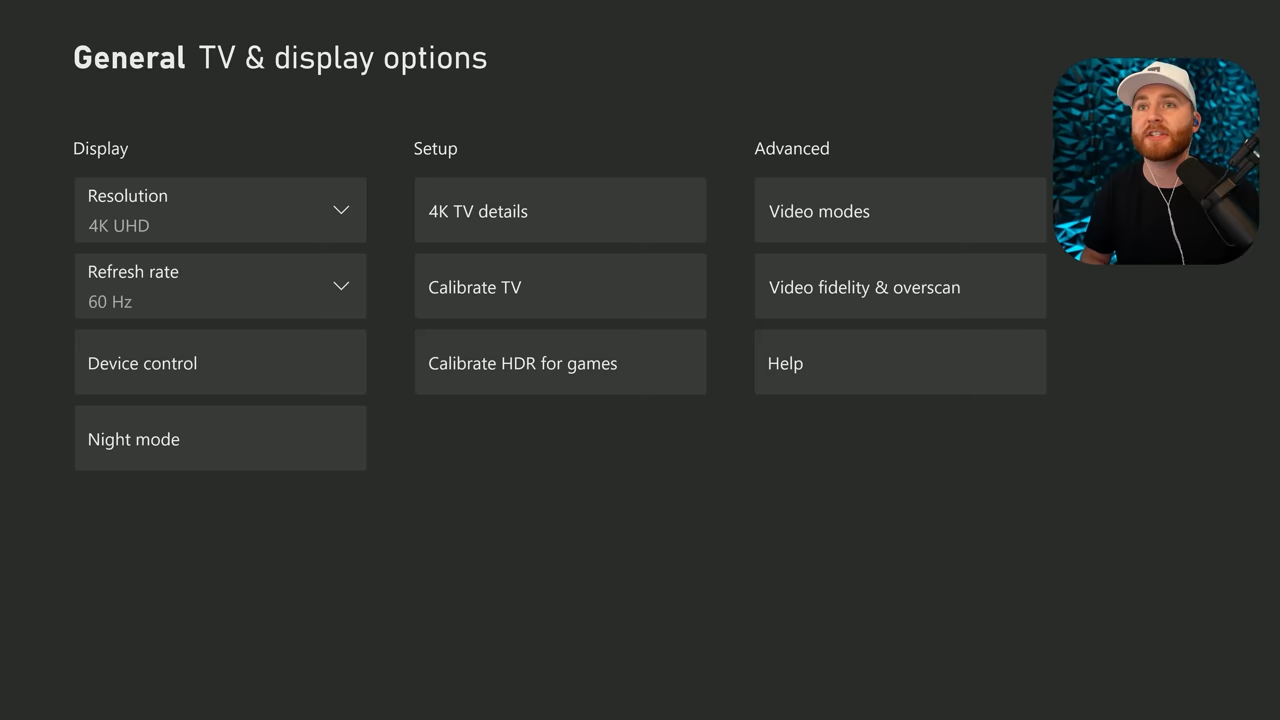 General TV & display options
Display
Resolution
4K UHD
Refresh rate
60 Hz
Device control
Night mode
Setup
4K TV details
Calibrate TV
Calibrate HDR for games
Advanced
Video modes
Video fidelity & overscan
Help